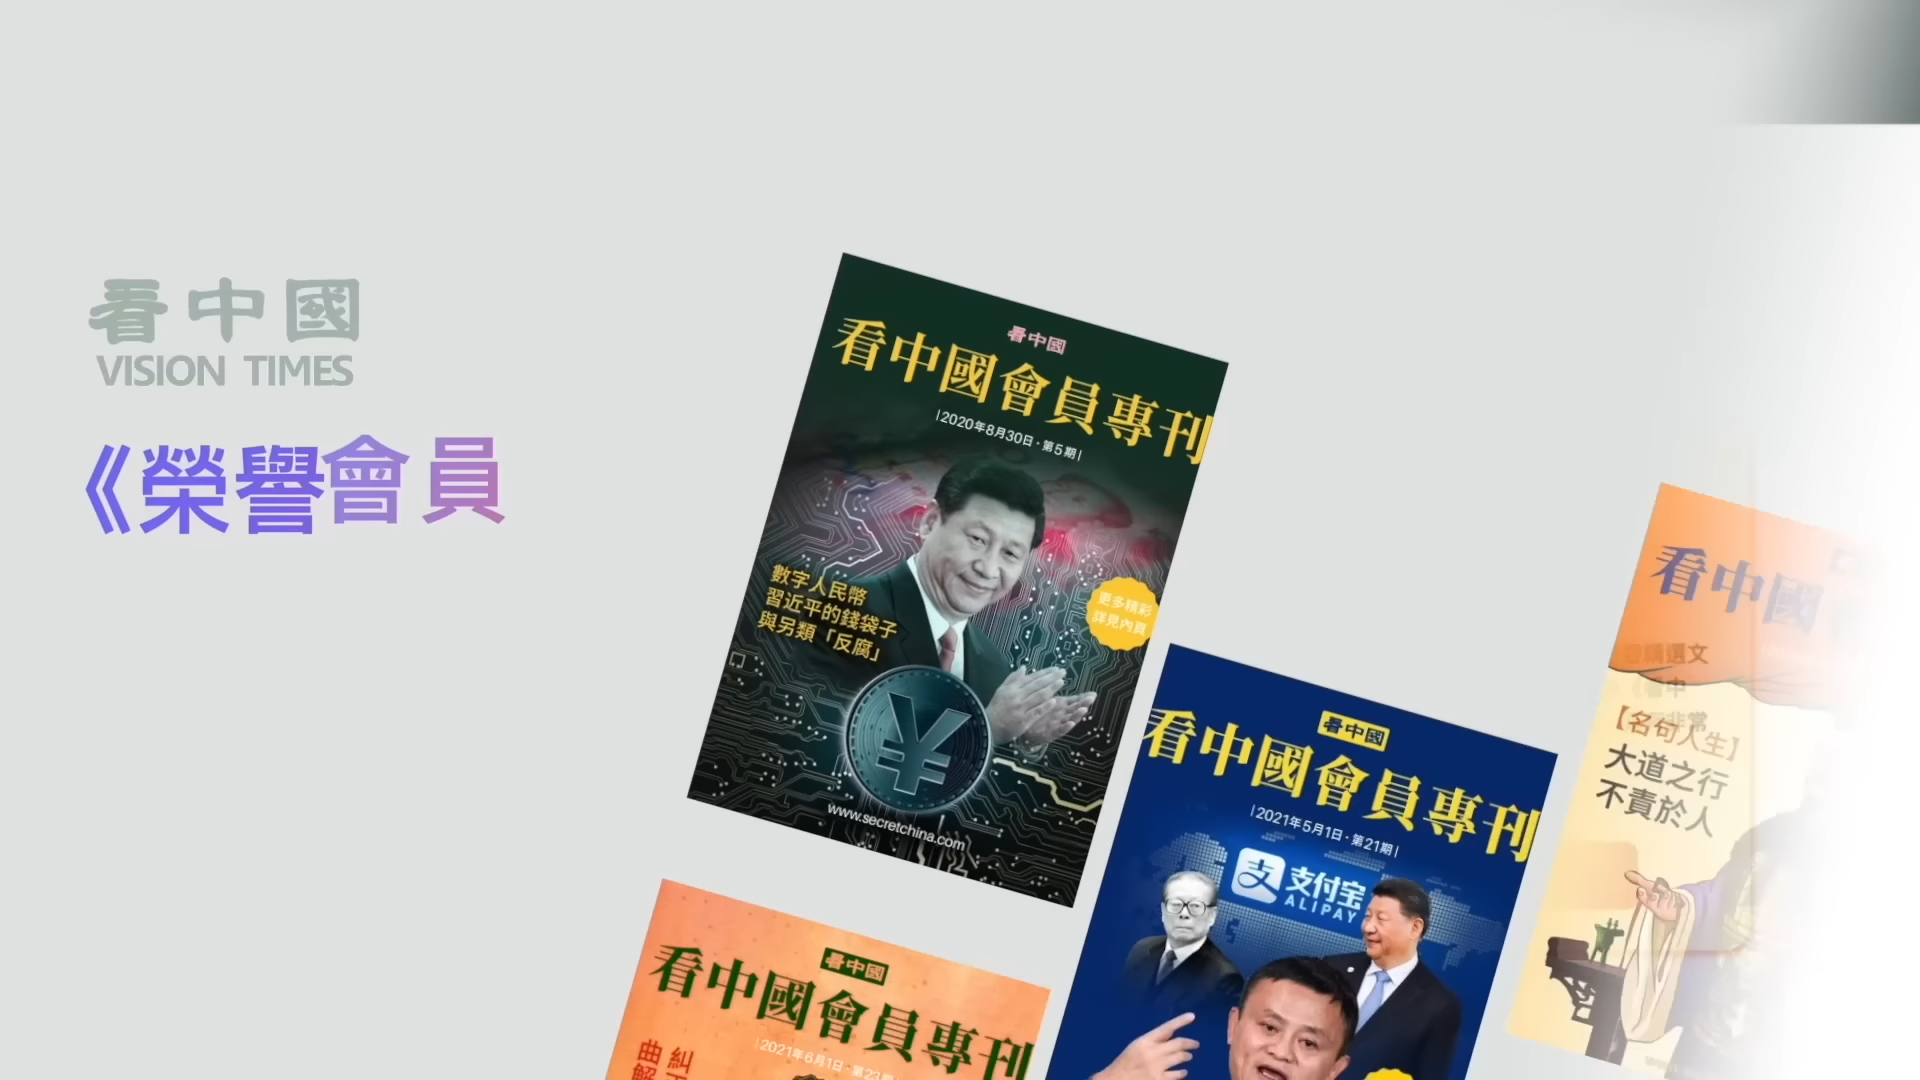 看中國
VISION TIMES
《榮譽會員
看中國
看中國會員專刊
|2020年8月30日·第5期|
數字人民幣
習近平的錢袋子
與另類「反腐」
更多精彩
詳見內頁
www.secretchina.com
看中國
看中國會員專刊
|2021年5月1日·第21期|
支 支付宝
ALIPAY
看中國
看中國會員專刊
|2021年6月1日·第23期
看中國
選文
【名句人生】
大道之行
不責於人